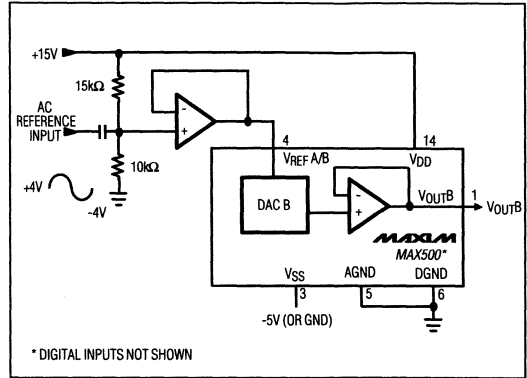 +15V
15kΩ
AC
REFERENCE
INPUT
-
+
4
14
VREF A/B
VDD
10kΩ
+4V
-4V
DAC B
-
+
VOUTB
1
VOUTB
MAXIM
MAX500*
VSS
AGND
DGND
3
5
6
-5V (OR GND)
* DIGITAL INPUTS NOT SHOWN